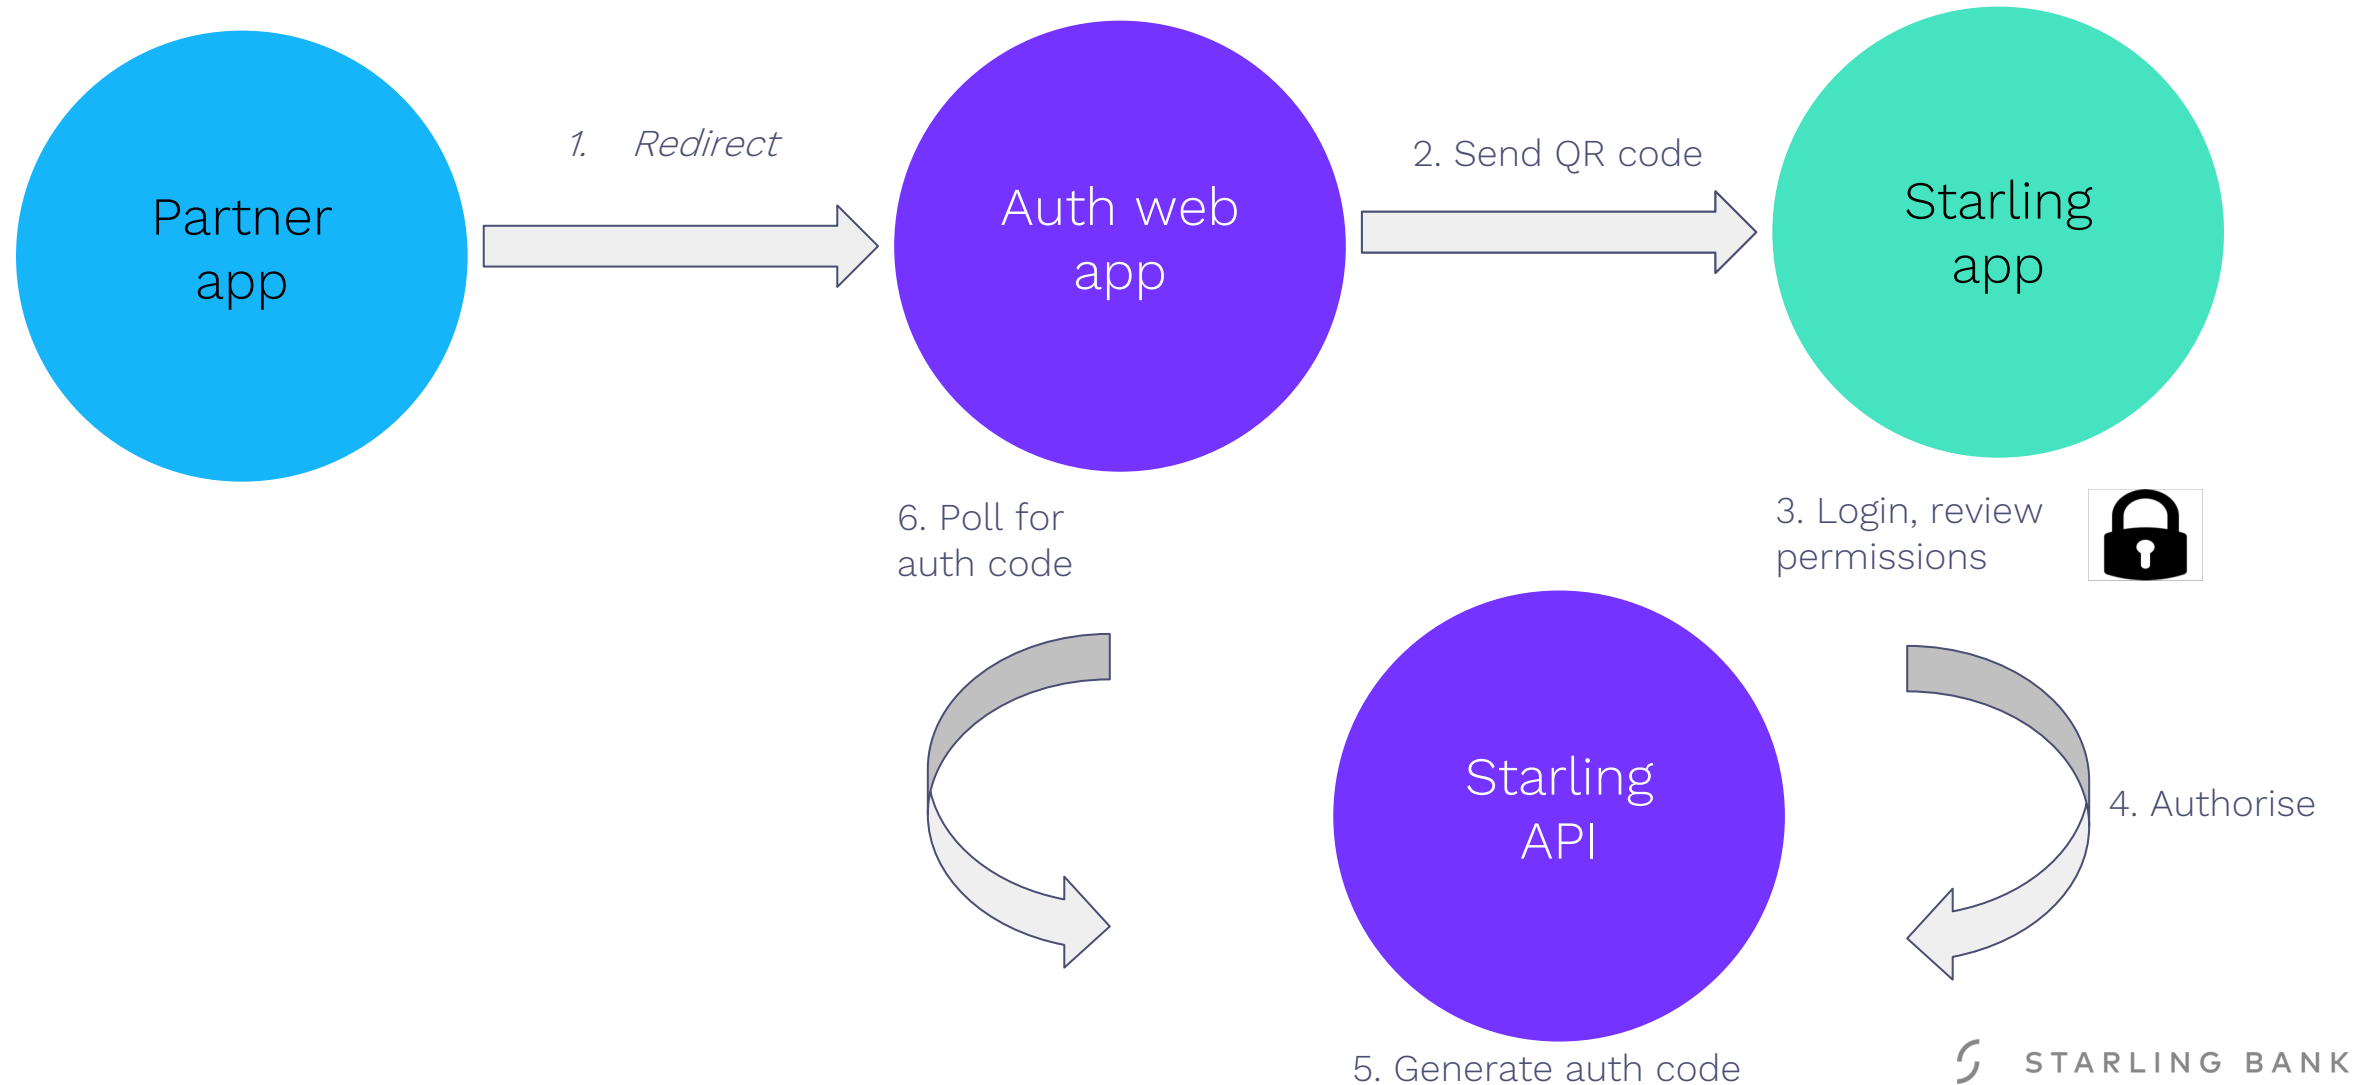 Partner
app
1. Redirect
Auth web
app
2. Send QR code
Starling
app
3. Login, review
permissions
6. Poll for
auth code
Starling
API
4. Authorise
5. Generate auth code
STARLING BANK